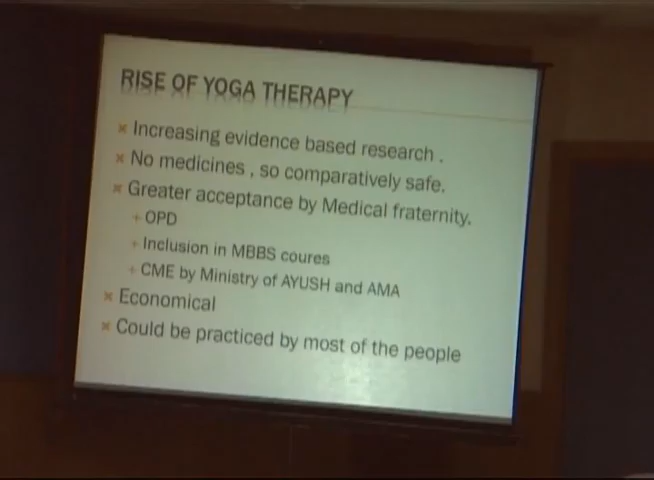 RISE OF YOGA THERAPY
Increasing evidence based research .
No medicines , so comparatively safe.
Greater acceptance by Medical fraternity.
OPD
Inclusion in MBBS coures
CME by Ministry of AYUSH and AMA
Economical
Could be practiced by most of the people